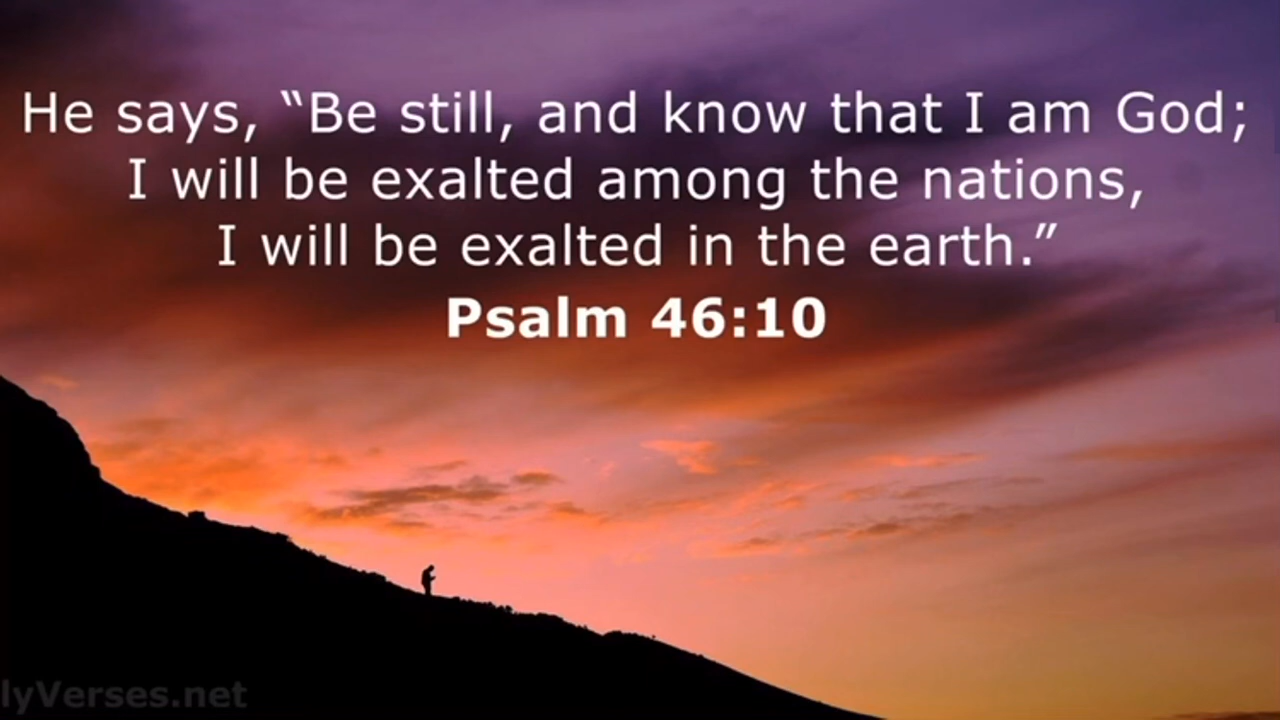 He says, “Be still, and know that I am God;
I will be exalted among the nations,
I will be exalted in the earth.”
Psalm 46:10
lyVerses.net